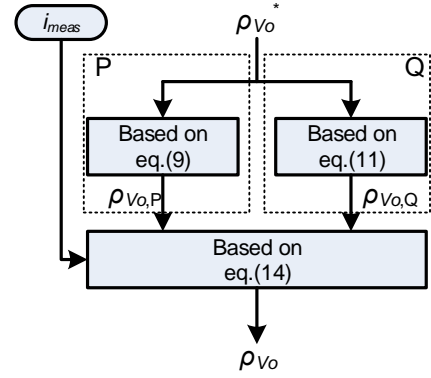 i_meas
ρ_Vo*
P
Q
Based on
eq.(9)
Based on
eq.(11)
ρ_Vo,P
ρ_Vo,Q
Based on
eq.(14)
ρ_Vo